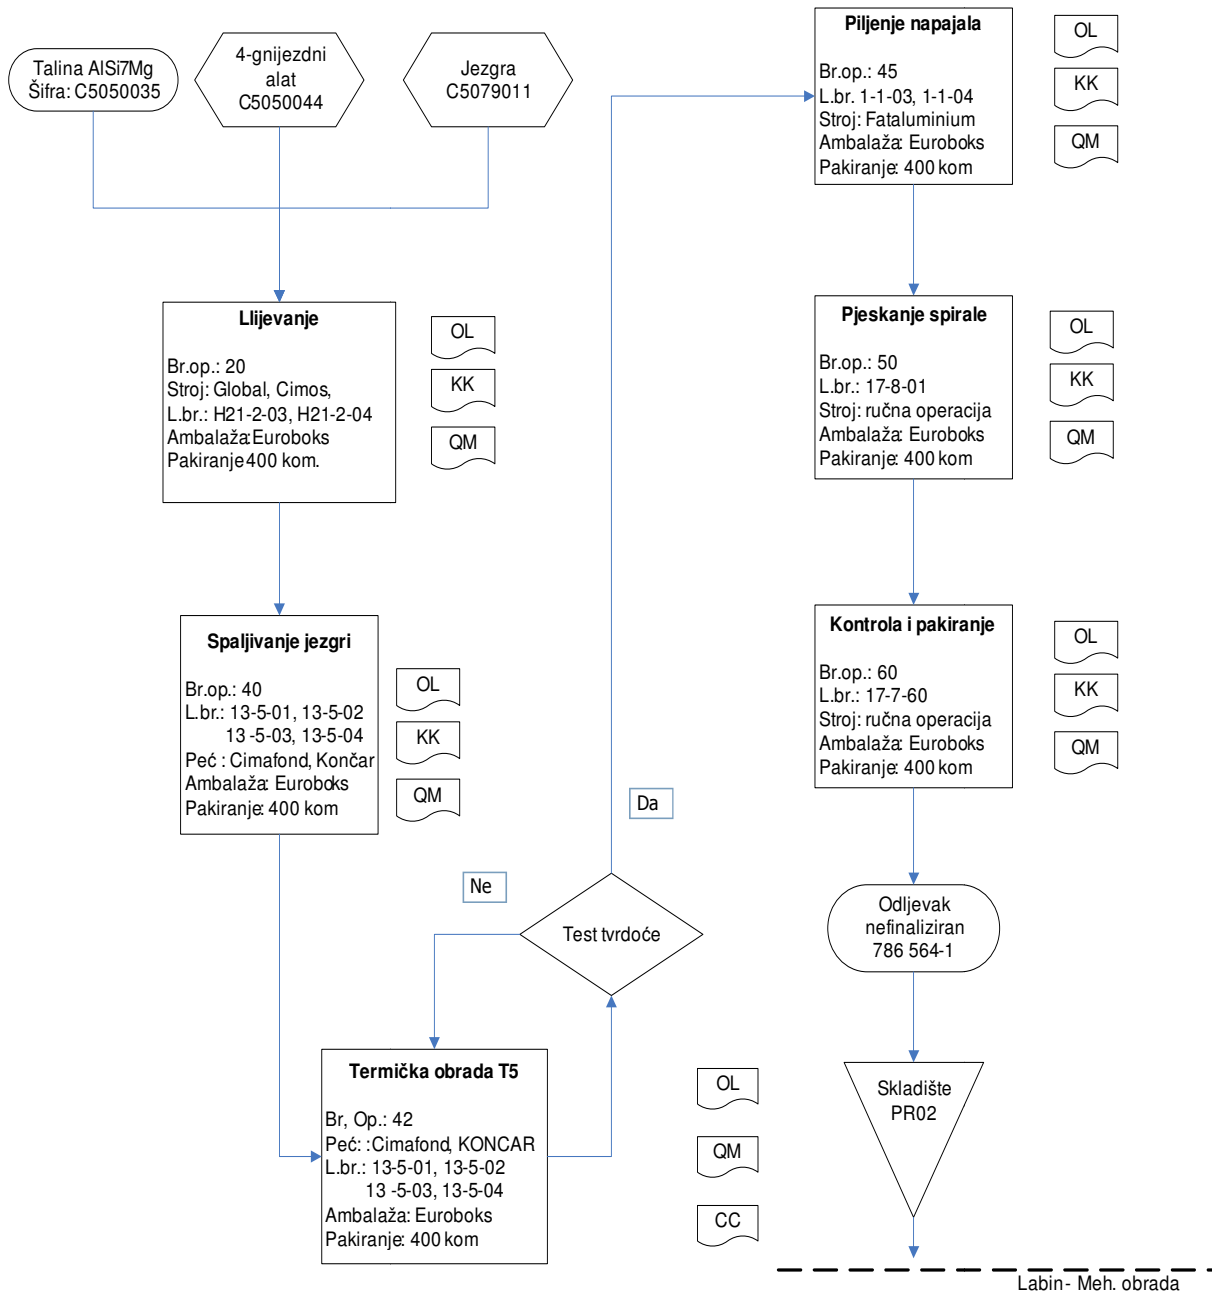 Talina AlSi7Mg
Šifra: C5050035
4-gnijezdni
alat
C5050044
Jezgra
C5079011
Llijevanje
Br.op.: 20
Stroj: Global, Cimos,
L.br.: H21-2-03, H21-2-04
Ambalaža:Euroboks
Pakiranje 400 kom.
OL
KK
QM
Spaljivanje jezgri
Br.op.: 40
L.br.: 13-5-01, 13-5-02
13 -5-03, 13-5-04
Peć : Cimafond, Končar
Ambalaža: Euroboks
Pakiranje: 400 kom
OL
KK
QM
Ne
Da
Test tvrdoće
Termička obrada T5
Br, Op.: 42
Peć: :Cimafond, KONCAR
L.br.: 13-5-01, 13-5-02
13 -5-03, 13-5-04
Ambalaža: Euroboks
Pakiranje: 400 kom
OL
QM
CC
Piljenje napajala
Br.op.: 45
L.br. 1-1-03, 1-1-04
Stroj: Fataluminium
Ambalaža: Euroboks
Pakiranje: 400 kom
OL
KK
QM
Pjeskanje spirale
Br.op.: 50
L.br.: 17-8-01
Stroj: ručna operacija
Ambalaža: Euroboks
Pakiranje: 400 kom
OL
KK
QM
Kontrola i pakiranje
Br.op.: 60
L.br.: 17-7-60
Stroj: ručna operacija
Ambalaža: Euroboks
Pakiranje: 400 kom
OL
KK
QM
Odljevak
nefinaliziran
786 564-1
Skladište
PR02
Labin- Meh. obrada